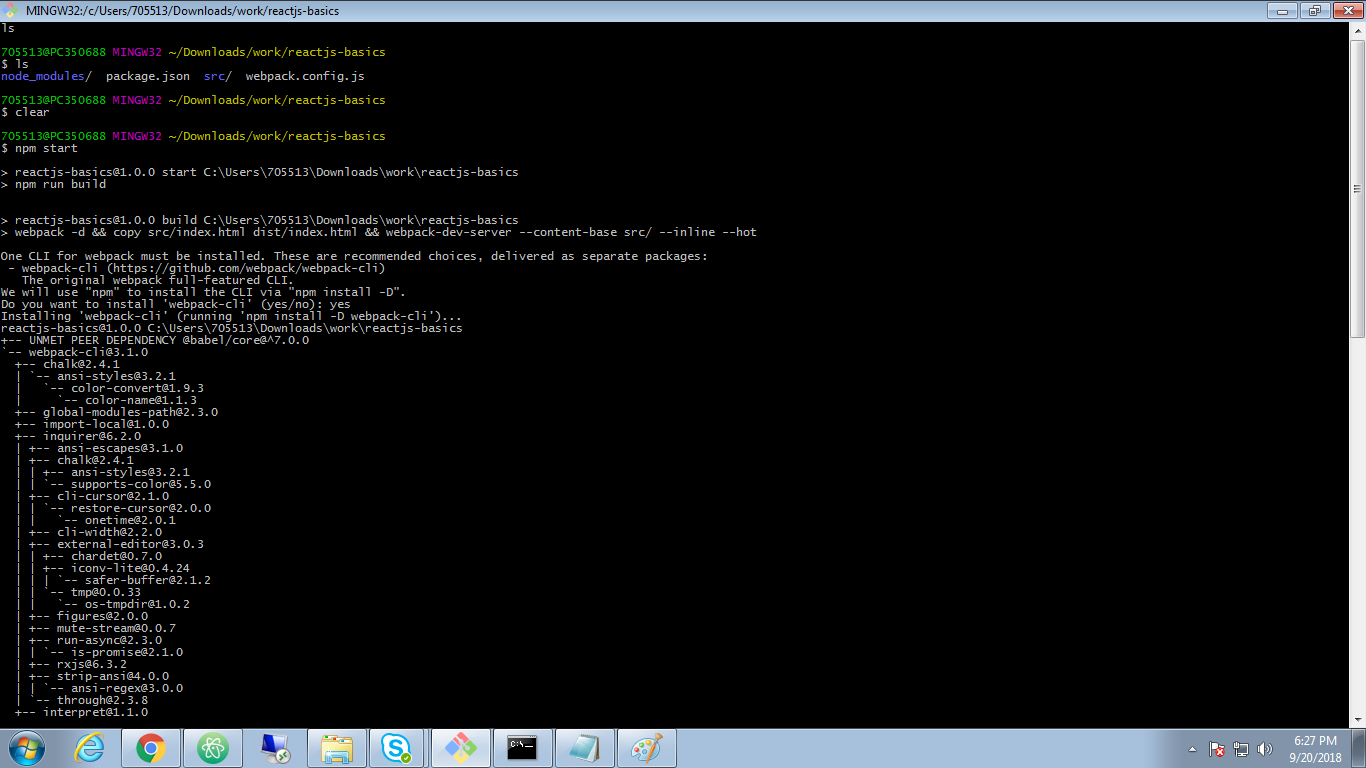 MINGW32:/c/Users/705513/Downloads/work/reactjs-basics
ls
705513@PC350688 MINGW32 ~/Downloads/work/reactjs-basics
$ ls
node_modules/  package.json  src/  webpack.config.js
705513@PC350688 MINGW32 ~/Downloads/work/reactjs-basics
$ clear
705513@PC350688 MINGW32 ~/Downloads/work/reactjs-basics
$ npm start
> reactjs-basics@1.0.0 start C:\Users\705513\Downloads\work\reactjs-basics
> npm run build
> reactjs-basics@1.0.0 build C:\Users\705513\Downloads\work\reactjs-basics
> webpack -d && copy src/index.html dist/index.html && webpack-dev-server --content-base src/ --inline --hot
One CLI for webpack must be installed. These are recommended choices, delivered as separate packages:
 - webpack-cli (https://github.com/webpack/webpack-cli)
   The original webpack full-featured CLI.
We will use "npm" to install the CLI via "npm install -D".
Do you want to install 'webpack-cli' (yes/no): yes
Installing 'webpack-cli' (running 'npm install -D webpack-cli')...
reactjs-basics@1.0.0 C:\Users\705513\Downloads\work\reactjs-basics
+-- UNMET PEER DEPENDENCY @babel/core@^7.0.0
`-- webpack-cli@3.1.0
  +-- chalk@2.4.1
  | `-- ansi-styles@3.2.1
  |   `-- color-convert@1.9.3
  |     `-- color-name@1.1.3
  +-- global-modules-path@2.3.0
  +-- import-local@1.0.0
  +-- inquirer@6.2.0
  | +-- ansi-escapes@3.1.0
  | +-- chalk@2.4.1
  | | +-- ansi-styles@3.2.1
  | | `-- supports-color@5.5.0
  | +-- cli-cursor@2.1.0
  | | `-- restore-cursor@2.0.0
  | |   `-- onetime@2.0.1
  | +-- cli-width@2.2.0
  | +-- external-editor@3.0.3
  | | +-- chardet@0.7.0
  | | +-- iconv-lite@0.4.24
  | | | `-- safer-buffer@2.1.2
  | | `-- tmp@0.0.33
  | |   `-- os-tmpdir@1.0.2
  | +-- figures@2.0.0
  | +-- mute-stream@0.0.7
  | +-- run-async@2.3.0
  | | `-- is-promise@2.1.0
  | +-- rxjs@6.3.2
  | +-- strip-ansi@4.0.0
  | | `-- ansi-regex@3.0.0
  | `-- through@2.3.8
  +-- interpret@1.1.0
C:\
6:27 PM
9/20/2018